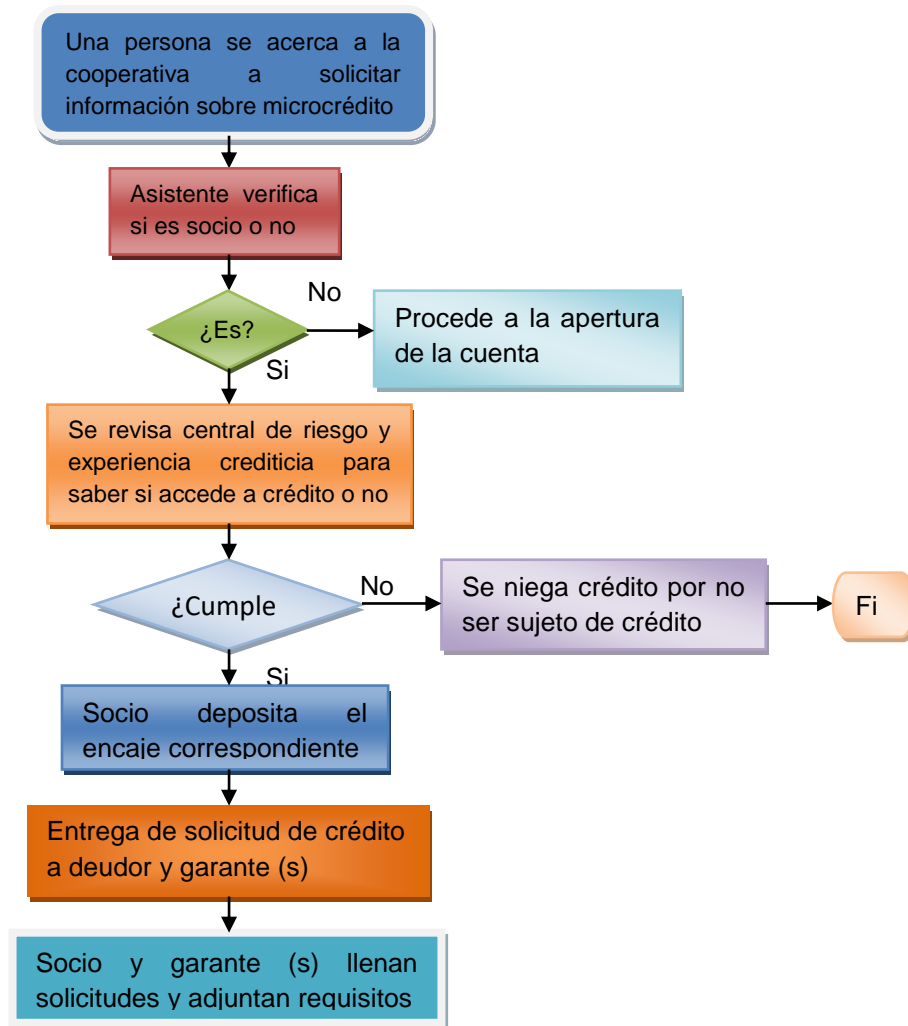 Una persona se acerca a la
cooperativa a solicitar
información sobre microcrédito
Asistente verifica
si es socio o no
¿Es?
No
Procede a la apertura
de la cuenta
Si
Se revisa central de riesgo y
experiencia crediticia para
saber si accede a crédito o no
¿Cumple
No
Se niega crédito por no
ser sujeto de crédito
Fi
Si
Socio deposita el
encaje correspondiente
Entrega de solicitud de crédito
a deudor y garante (s)
Socio y garante (s) llenan
solicitudes y adjuntan requisitos